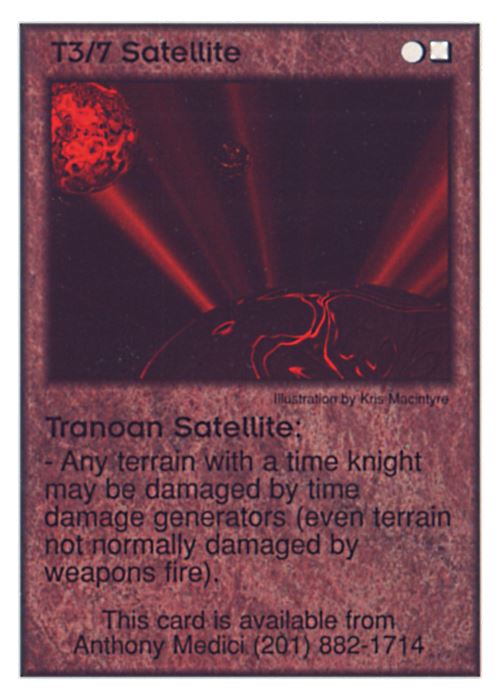 T3/7 Satellite
Illustration by Kris Macintyre
Tranoan Satellite:
- Any terrain with a time knight
may be damaged by time
damage generators (even terrain
not normally damaged by
weapons fire).
This card is available from
Anthony Medici (201) 882-1714